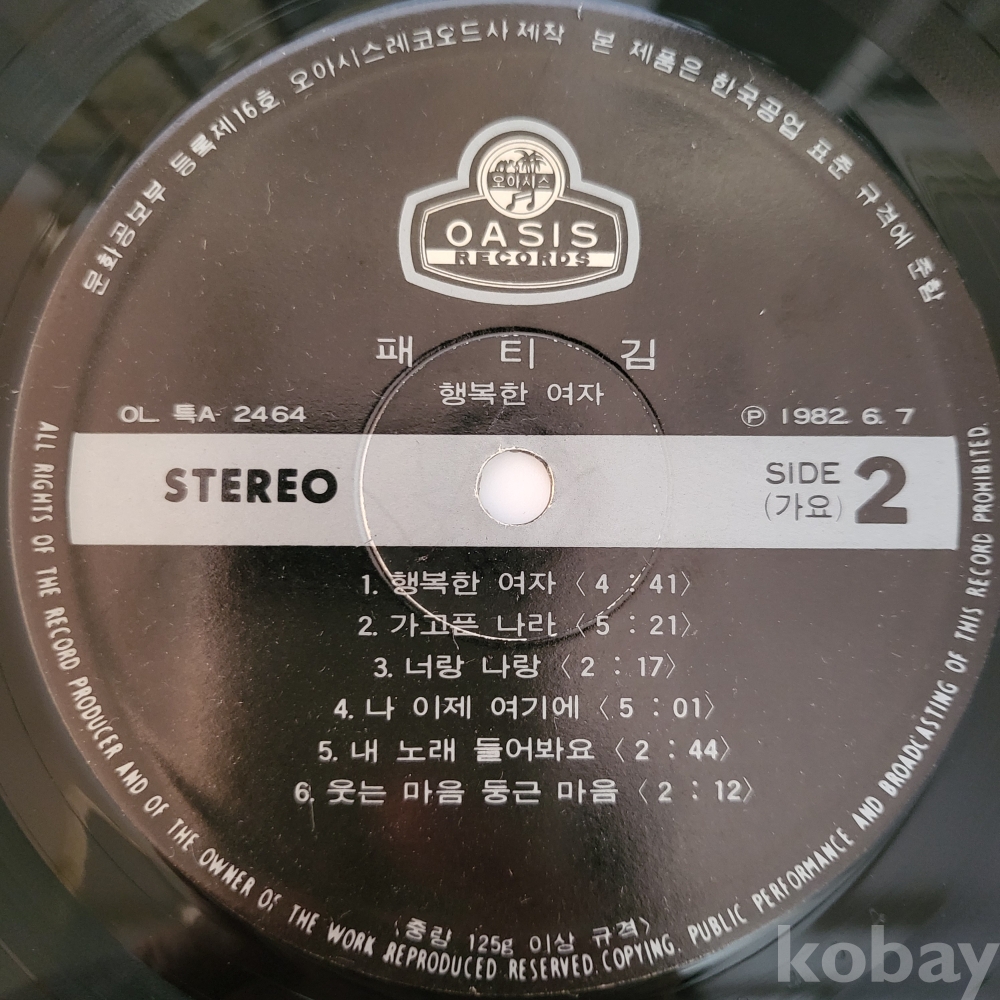 문화공보부 등록제16호 오아시스레코오드사 제작 본 제품은 한국공업 표준 규격에 준함
오아시스
OASIS
RECORDS
패 티 김
행복한 여자
OL. 특A- 2464
℗ 1982. 6. 7
STEREO
SIDE 2
(가요)
1. 행복한 여자 〈4 : 41〉
2. 가고픈 나라 〈5 : 21〉
3. 너랑 나랑 〈2 : 17〉
4. 나 이제 여기에 〈5 : 01〉
5. 내 노래 들어봐요 〈2 : 44〉
6. 웃는 마음 둥근 마음 〈2 : 12〉
〈중량 125g 이상 규격〉
ALL RIGHTS OF THE RECORD PRODUCER AND OF THE OWNER OF THE WORK REPRODUCED RESERVED. COPYING, PUBLIC PERFORMANCE AND BROADCASTING OF THIS RECORD PROHIBITED.
kobay